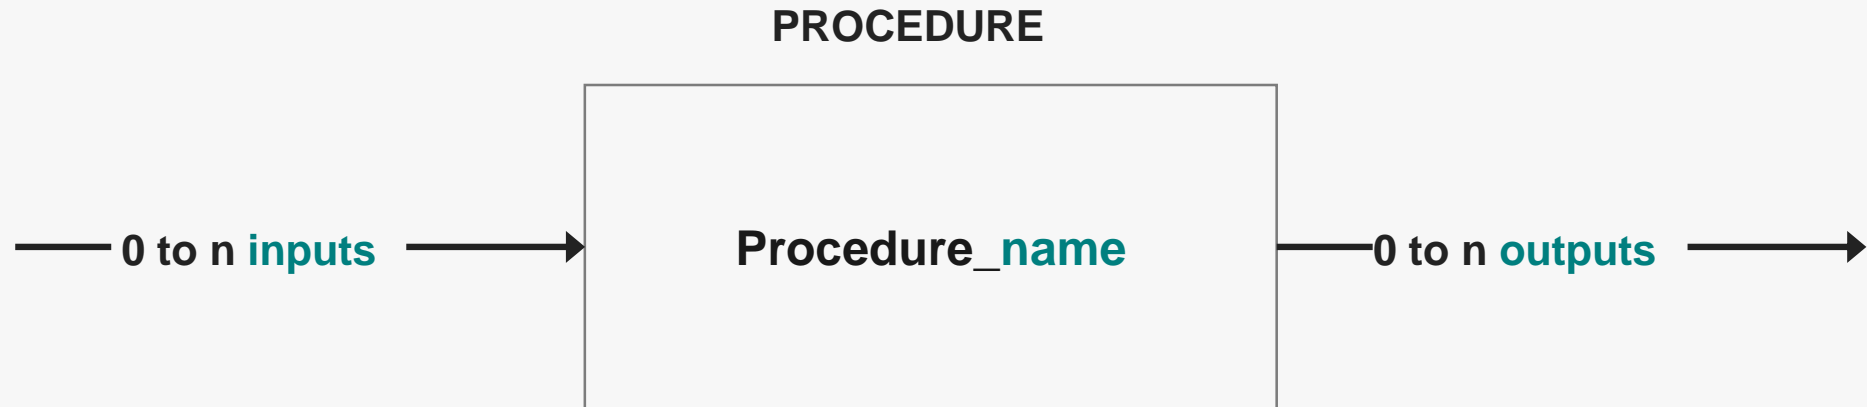 PROCEDURE
0 to n inputs
Procedure_name
0 to n outputs